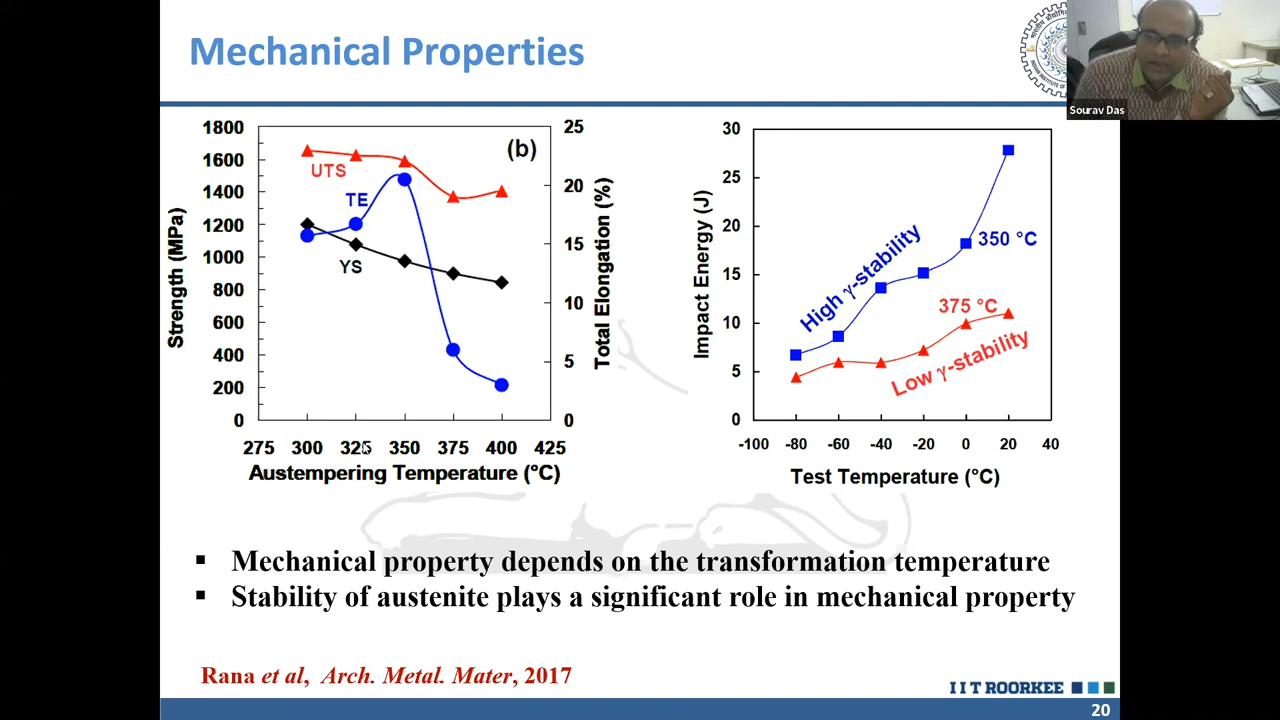 Mechanical Properties
Sourav Das
1800
1600
1400
1200
1000
800
600
400
200
0
25
20
15
10
5
0
(b)
UTS
TE
YS
Strength (MPa)
Total Elongation (%)
275 300 325 350 375 400 425
Austempering Temperature (°C)
30
25
20
15
10
5
0
Impact Energy (J)
High γ-stability
350 °C
375 °C
Low γ-stability
-100 -80 -60 -40 -20 0 20 40
Test Temperature (°C)
▪ Mechanical property depends on the transformation temperature
▪ Stability of austenite plays a significant role in mechanical property
Rana et al, Arch. Metal. Mater, 2017
I I T ROORKEE
20